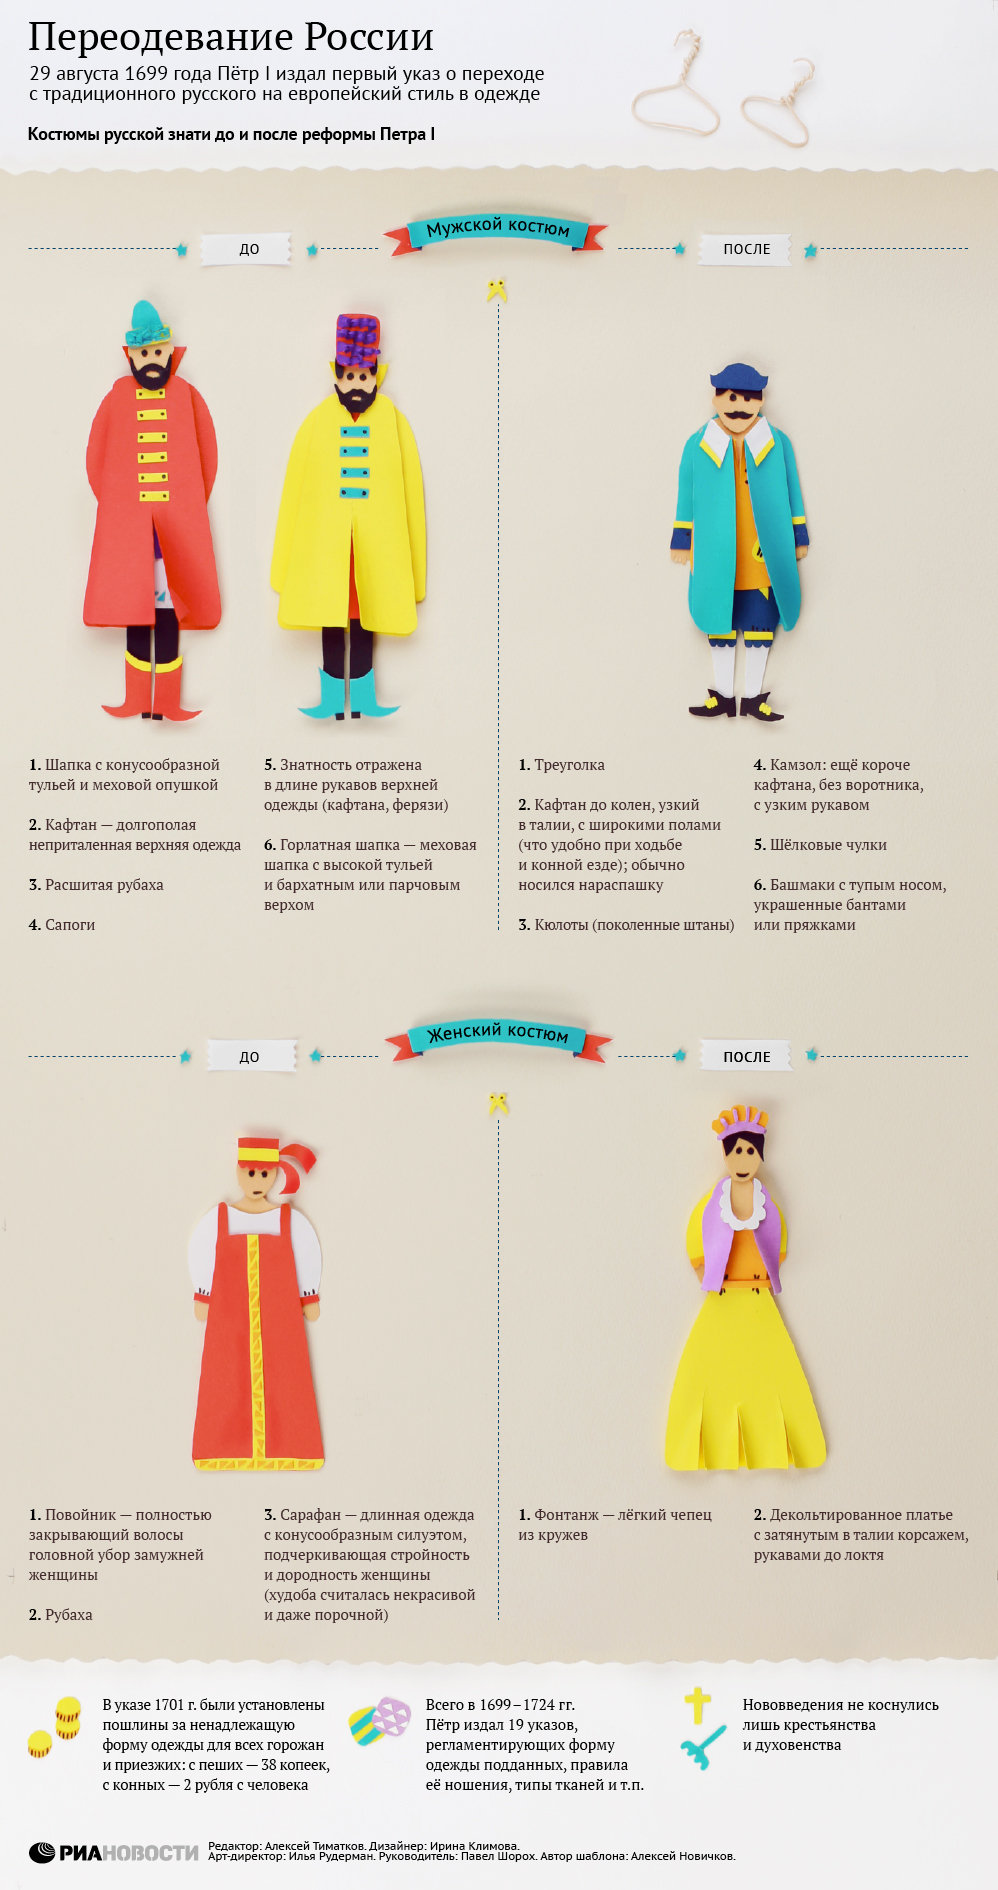 Переодевание России
29 августа 1699 года Пётр I издал первый указ о переходе
с традиционного русского на европейский стиль в одежде
Костюмы русской знати до и после реформы Петра I
Мужской костюм
ДО
ПОСЛЕ
1. Шапка с конусообразной
тульей и меховой опушкой
2. Кафтан — долгополая
неприталенная верхняя одежда
3. Расшитая рубаха
4. Сапоги
5. Знатность отражена
в длине рукавов верхней
одежды (кафтана, ферязи)
6. Горлатная шапка — меховая
шапка с высокой тульей
и бархатным или парчовым
верхом
1. Треуголка
2. Кафтан до колен, узкий
в талии, с широкими полами
(что удобно при ходьбе
и конной езде); обычно
носился нараспашку
3. Кюлоты (поколенные штаны)
4. Камзол: ещё короче
кафтана, без воротника,
с узким рукавом
5. Шёлковые чулки
6. Башмаки с тупым носом,
украшенные бантами
или пряжками
Женский костюм
ДО
ПОСЛЕ
1. Повойник — полностью
закрывающий волосы
головной убор замужней
женщины
2. Рубаха
3. Сарафан — длинная одежда
с конусообразным силуэтом,
подчеркивающая стройность
и дородность женщины
(худоба считалась некрасивой
и даже порочной)
1. Фонтанж — лёгкий чепец
из кружев
2. Декольтированное платье
с затянутым в талии корсажем,
рукавами до локтя
В указе 1701 г. были установлены
пошлины за ненадлежащую
форму одежды для всех горожан
и приезжих: с пеших — 38 копеек,
с конных — 2 рубля с человека
Всего в 1699–1724 гг.
Пётр издал 19 указов,
регламентирующих форму
одежды подданных, правила
её ношения, типы тканей и т.п.
Нововведения не коснулись
лишь крестьянства
и духовенства
РИАНОВОСТИ
Редактор: Алексей Тиматков. Дизайнер: Ирина Климова.
Арт-директор: Илья Рудерман. Руководитель: Павел Шорох. Автор шаблона: Алексей Новичков.